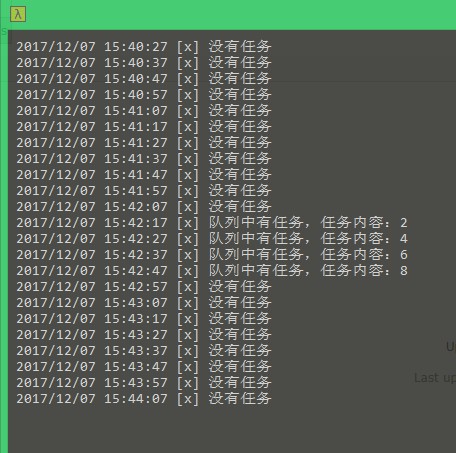 λ
2017/12/07 15:40:27 [x] 没有任务
2017/12/07 15:40:37 [x] 没有任务
2017/12/07 15:40:47 [x] 没有任务
2017/12/07 15:40:57 [x] 没有任务
2017/12/07 15:41:07 [x] 没有任务
2017/12/07 15:41:17 [x] 没有任务
2017/12/07 15:41:27 [x] 没有任务
2017/12/07 15:41:37 [x] 没有任务
2017/12/07 15:41:47 [x] 没有任务
2017/12/07 15:41:57 [x] 没有任务
2017/12/07 15:42:07 [x] 没有任务
2017/12/07 15:42:17 [x] 队列中有任务，任务内容：2
2017/12/07 15:42:27 [x] 队列中有任务，任务内容：4
2017/12/07 15:42:37 [x] 队列中有任务，任务内容：6
2017/12/07 15:42:47 [x] 队列中有任务，任务内容：8
2017/12/07 15:42:57 [x] 没有任务
2017/12/07 15:43:07 [x] 没有任务
2017/12/07 15:43:17 [x] 没有任务
2017/12/07 15:43:27 [x] 没有任务
2017/12/07 15:43:37 [x] 没有任务
2017/12/07 15:43:47 [x] 没有任务
2017/12/07 15:43:57 [x] 没有任务
2017/12/07 15:44:07 [x] 没有任务
Last up